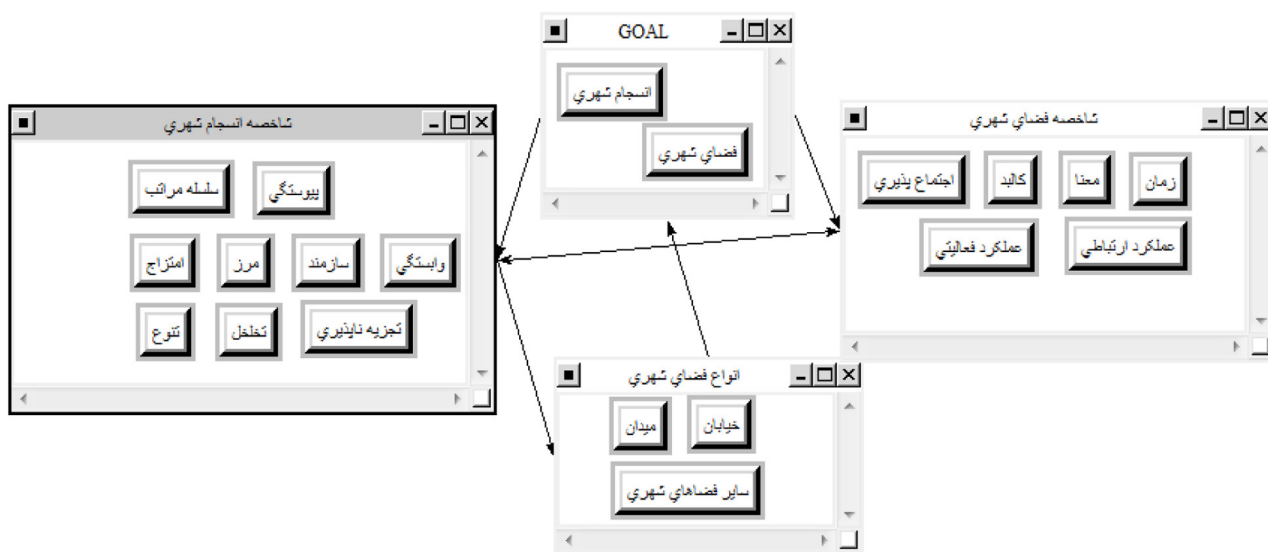 GOAL
انسجام شهري
فضاي شهري
شاخصه انسجام شهري
پيوستگي سلسله مراتب
وابستگي سازمند مرز امتزاج
تجزيه ناپذيري تخلخل تنوع
شاخصه فضاي شهري
زمان معنا كالبد اجتماع پذيري
عملكرد ارتباطي عملكرد فعاليتي
انواع فضاي شهري
خيابان ميدان
ساير فضاهاي شهري